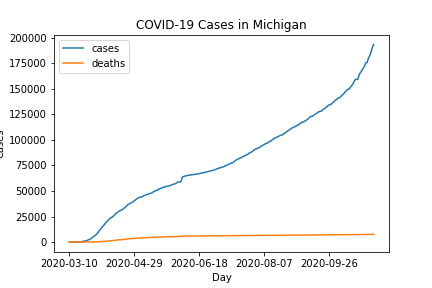 COVID-19 Cases in Michigan
cases
deaths
200000
175000
150000
125000
100000
75000
50000
25000
0
cases
2020-03-10 2020-04-29 2020-06-18 2020-08-07 2020-09-26
Day